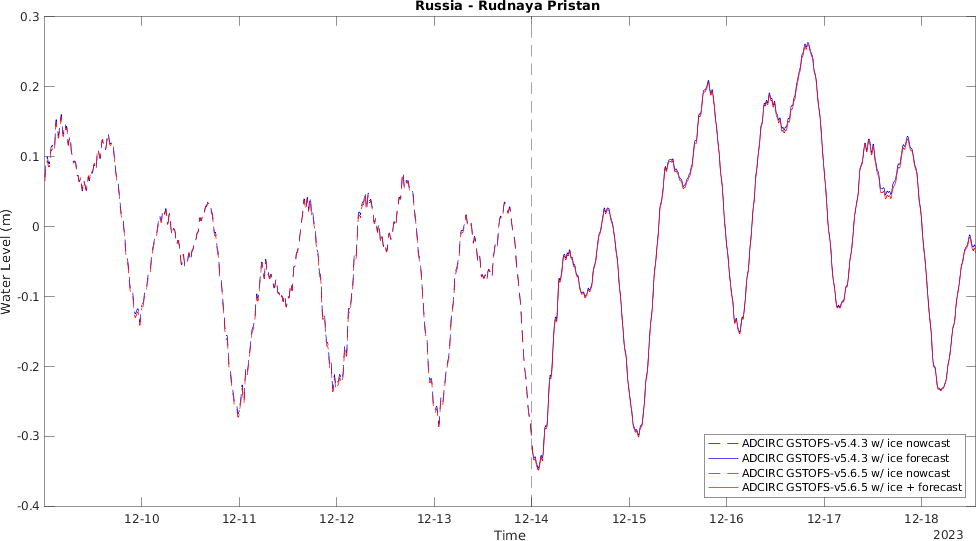 Russia - Rudnaya Pristan
0.3
0.2
0.1
0
-0.1
-0.2
-0.3
-0.4
Water Level (m)
12-10 12-11 12-12 12-13 12-14 12-15 12-16 12-17 12-18
Time
2023
ADCIRC GSTOFS-v5.4.3 w/ ice nowcast
ADCIRC GSTOFS-v5.4.3 w/ ice forecast
ADCIRC GSTOFS-v5.6.5 w/ ice nowcast
ADCIRC GSTOFS-v5.6.5 w/ ice + forecast